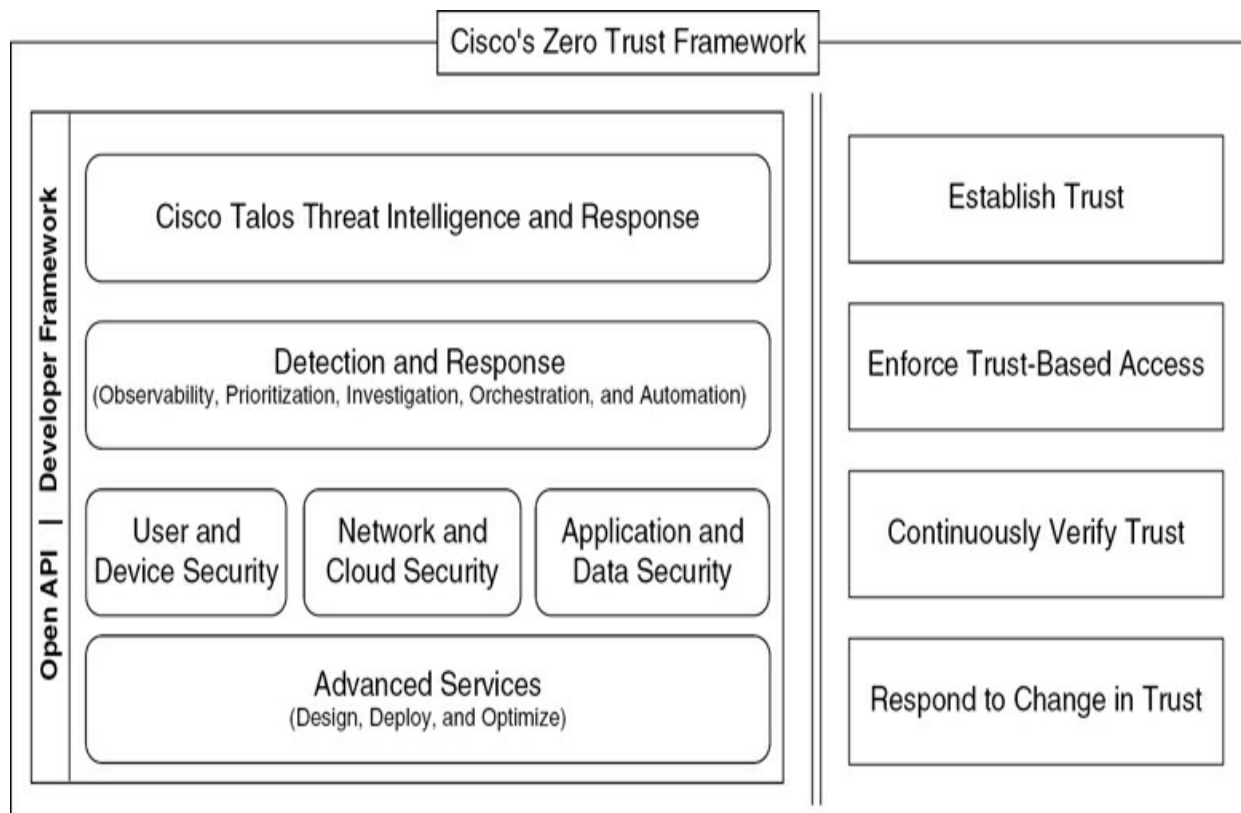 Cisco's Zero Trust Framework
Open API | Developer Framework
Cisco Talos Threat Intelligence and Response
Detection and Response
(Observability, Prioritization, Investigation, Orchestration, and Automation)
User and
Device Security
Network and
Cloud Security
Application and
Data Security
Advanced Services
(Design, Deploy, and Optimize)
Establish Trust
Enforce Trust-Based Access
Continuously Verify Trust
Respond to Change in Trust